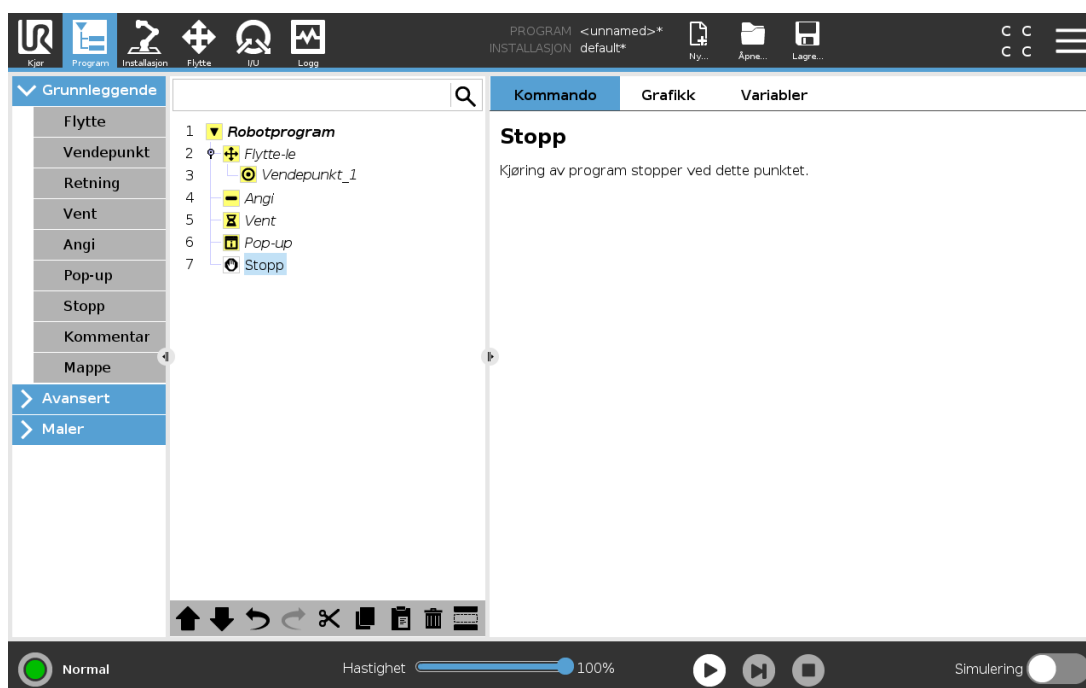 UR
PROGRAM <unnamed>*
INSTALLASJON default*
C C
C C
Kjør Program Installasjon Flytte I/U Logg
Ny... Åpne... Lagre...
Grunnleggende
Flytte
Vendepunkt
Retning
Vent
Angi
Pop-up
Stopp
Kommentar
Mappe
Avansert
Maler
1 Robotprogram
2 Flytte-le
3 Vendepunkt_1
4 Angi
5 Vent
6 Pop-up
7 Stopp
Kommando Grafikk Variabler
Stopp
Kjøring av program stopper ved dette punktet.
Normal
Hastighet 100%
Simulering